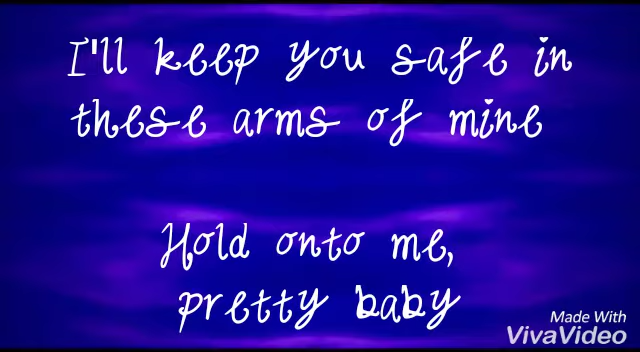 I'll keep you safe in
these arms of mine
Hold onto me,
pretty baby
Made With
VivaVideo